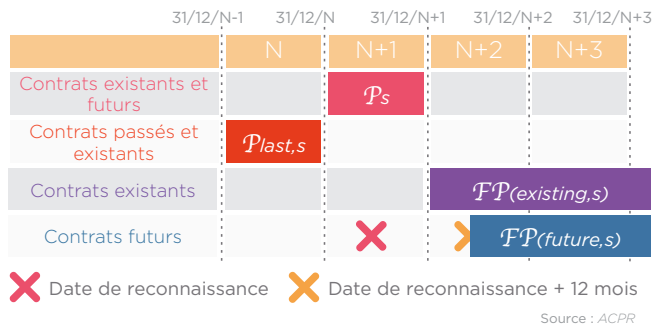 31/12/N-1 31/12/N 31/12/N+1 31/12/N+2 31/12/N+3
N N+1 N+2 N+3
Contrats existants et
futurs
Ps
Contrats passés et
existants
Plast,s
Contrats existants
FP(existing,s)
Contrats futurs
FP(future,s)
Date de reconnaissance
Date de reconnaissance + 12 mois
Source : ACPR